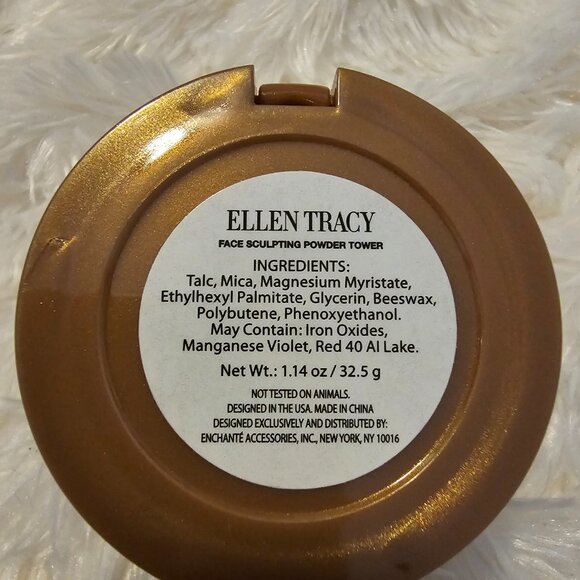 ELLEN TRACY
FACE SCULPTING POWDER TOWER
INGREDIENTS:
Talc, Mica, Magnesium Myristate,
Ethylhexyl Palmitate, Glycerin, Beeswax,
Polybutene, Phenoxyethanol.
May Contain: Iron Oxides,
Manganese Violet, Red 40 Al Lake.
Net Wt.: 1.14 oz / 32.5 g
NOT TESTED ON ANIMALS.
DESIGNED IN THE USA. MADE IN CHINA
DESIGNED EXCLUSIVELY AND DISTRIBUTED BY:
ENCHANTÉ ACCESSORIES, INC., NEW YORK, NY 10016